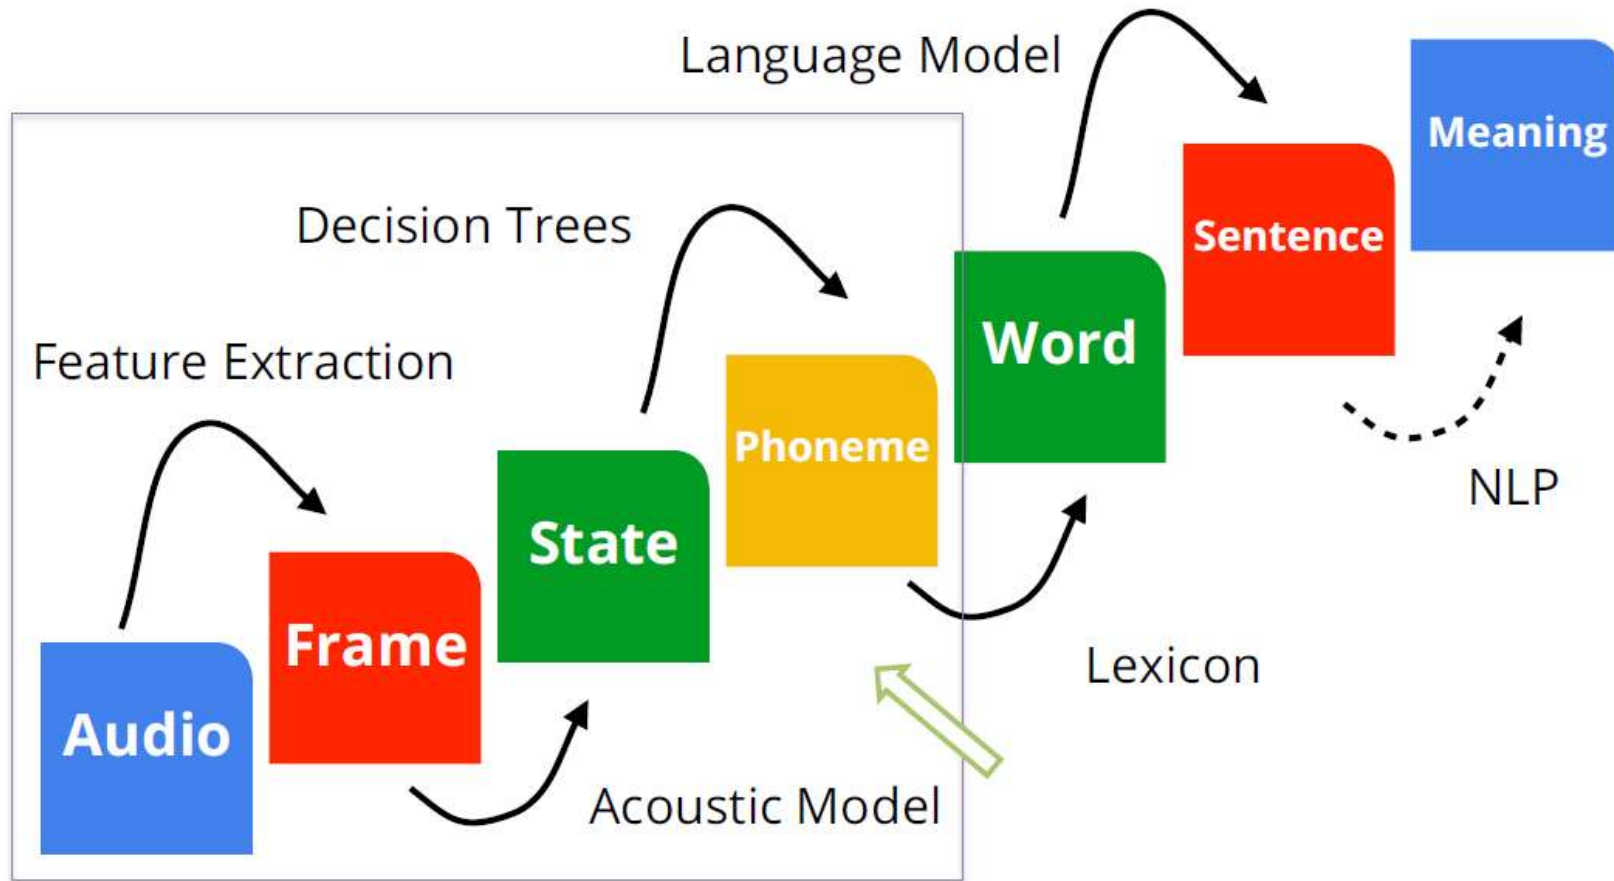 Language Model
Meaning
Decision Trees
Sentence
Word
Feature Extraction
Phoneme
NLP
State
Frame
Lexicon
Audio
Acoustic Model